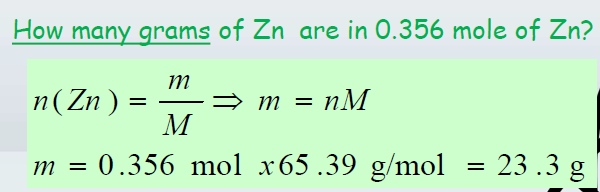 How many grams of Zn are in 0.356 mole of Zn?
n(Zn) = m/M ⇒ m = nM
m = 0.356 mol x65.39 g/mol = 23.3 g